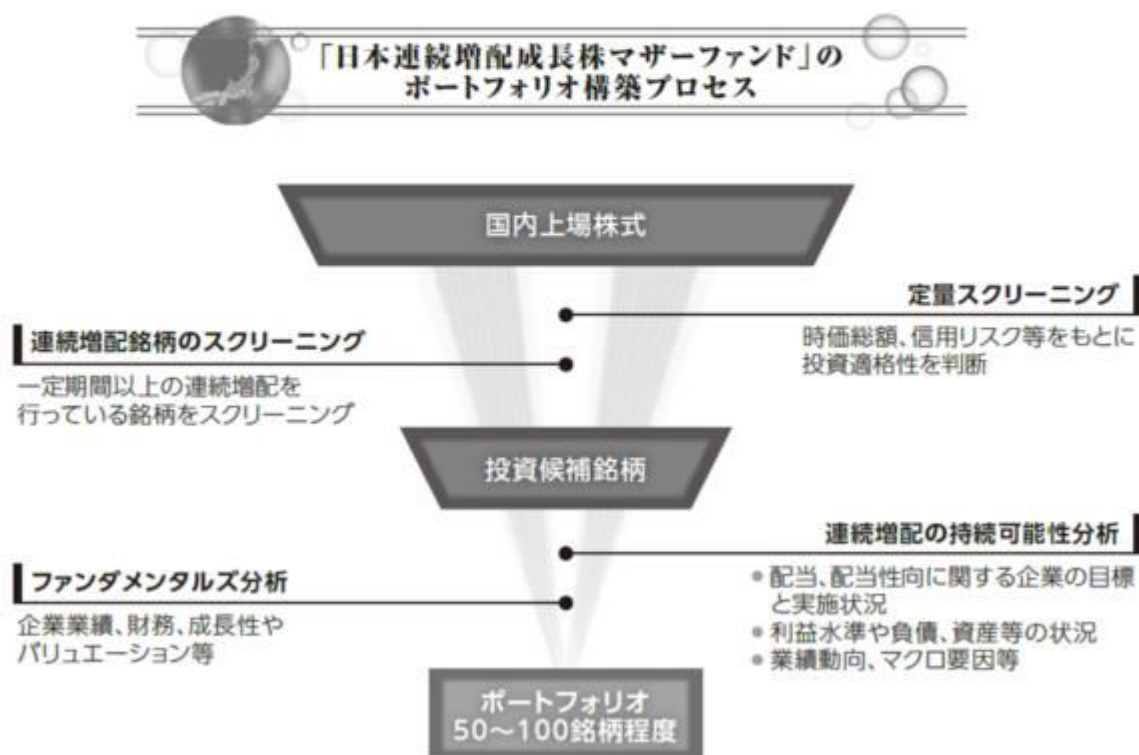 「日本連続増配成長株マザーファンド」の
ポートフォリオ構築プロセス
国内上場株式
定量スクリーニング
時価総額、信用リスク等をもとに
投資適格性を判断
連続増配銘柄のスクリーニング
一定期間以上の連続増配を
行っている銘柄をスクリーニング
投資候補銘柄
連続増配の持続可能性分析
● 配当、配当性向に関する企業の目標
と実施状況
● 利益水準や負債、資産等の状況
● 業績動向、マクロ要因等
ファンダメンタルズ分析
企業業績、財務、成長性や
バリュエーション等
ポートフォリオ
50～100銘柄程度